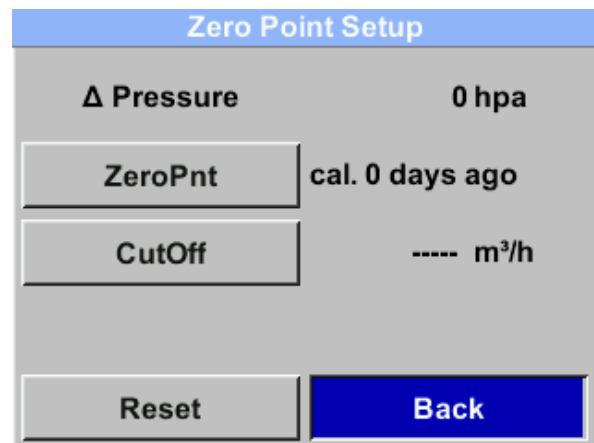 Zero Point Setup
Δ Pressure 0 hpa
ZeroPnt cal. 0 days ago
CutOff ----- m³/h
Reset Back